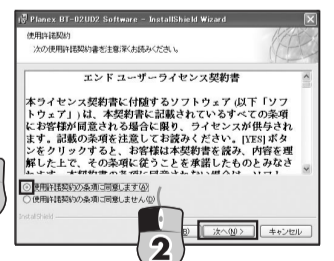 Planex BT-02UD2 Software - InstallShield Wizard
使用許諾契約
次の使用許諾契約書を注意深くお読みください。
エンド ユーザーライセンス契約書
本ライセンス契約書に付随するソフトウェア (以下「ソフ
トウェア」) は、本契約書に記載されているすべての条項
にお客様が同意される場合に限り、ライセンスが供与され
ます。記載の条項を注意してお読みください。[YES] ボタ
ンをクリックすると、お客様は本契約書を読み、内容を理
解した上で、その条項に従うことを承諾したものとみなさ
使用許諾契約の条項に同意します(A)
使用許諾契約の条項に同意しません(D)
InstallShield
2
次へ(N) >
キャンセル